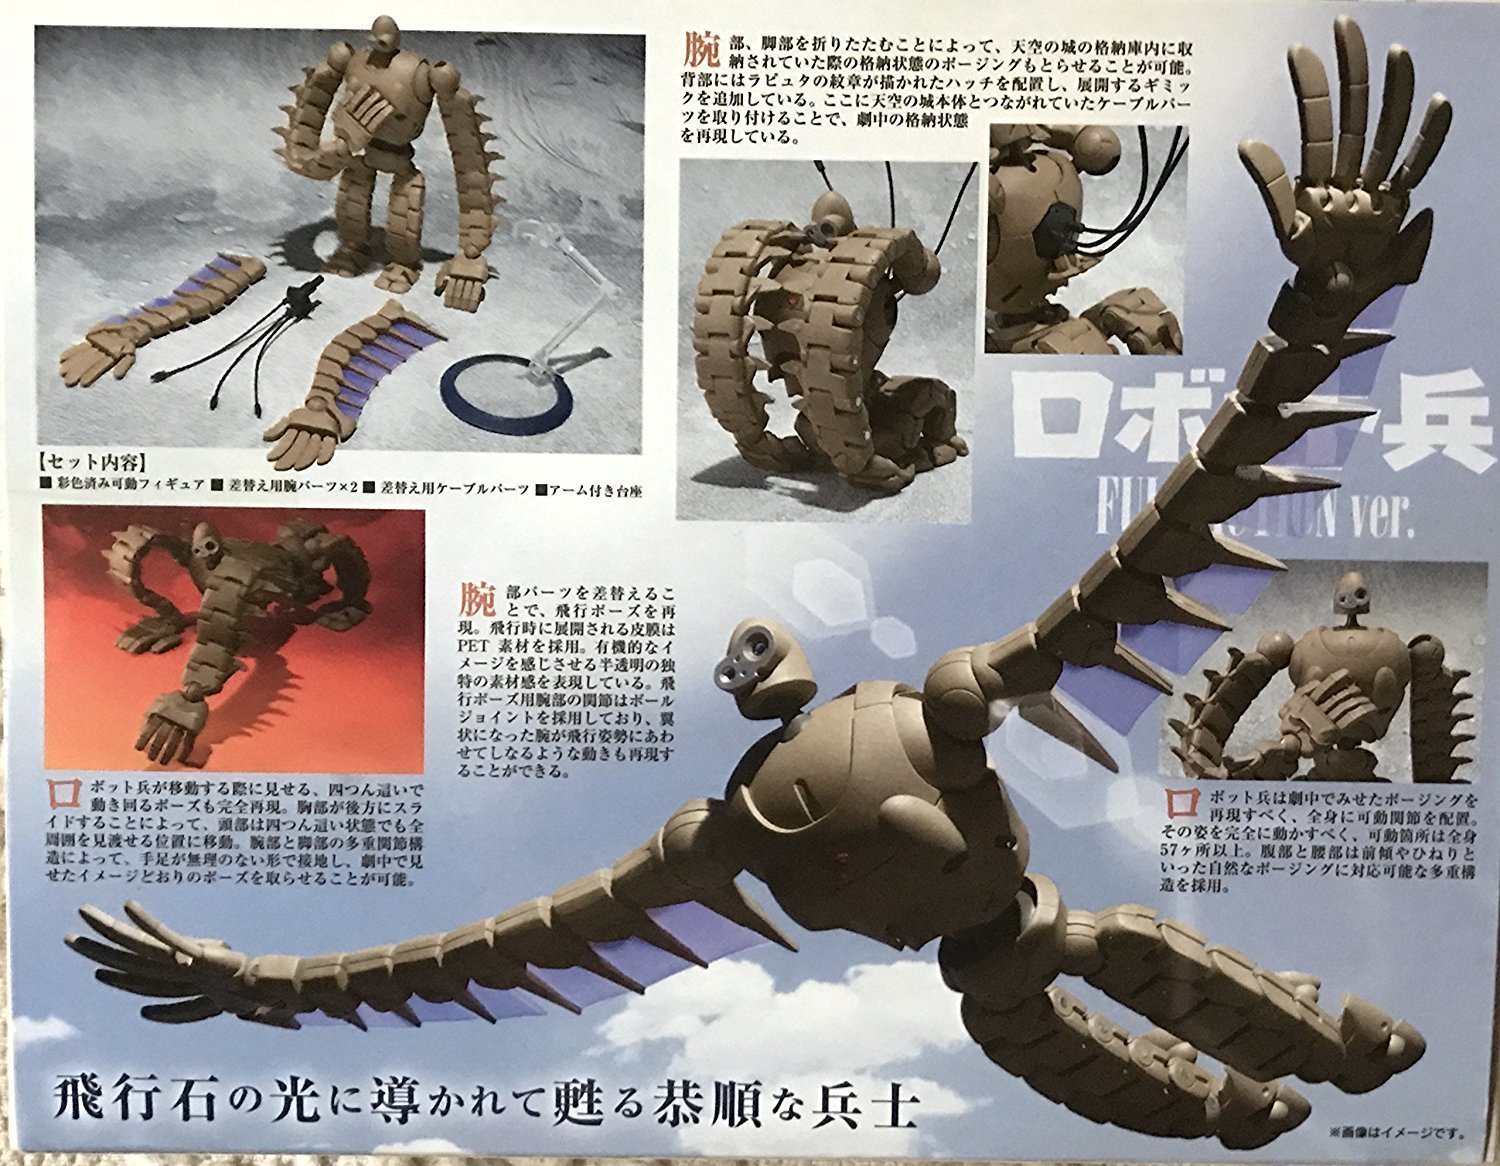 腕部、脚部を折りたたむことによって、天空の城の格納庫内に収
納されていた際の格納状態のポージングもとらせることが可能。
背部にはラピュタの紋章が描かれたハッチを配置し、展開するギミッ
クを追加している。ここに天空の城本体とつながれていたケーブルパー
ツを取り付けることで、劇中の格納状態
を再現している。
【セット内容】
■ 彩色済み可動フィギュア ■ 差替え用腕パーツ×2 ■ 差替え用ケーブルパーツ ■アーム付き台座
ロボット兵
FULL ACTION ver.
腕部パーツを差替えるこ
とで、飛行ポーズを再
現。飛行時に展開される皮膜は
PET 素材を採用。有機的なイ
メージを感じさせる半透明の独
特の素材感を表現している。飛
行ポーズ用腕部の関節はボール
ジョイントを採用しており、翼
状になった腕が飛行姿勢にあわ
せてしなるような動きも再現す
ることができる。
ロボット兵が移動する際に見せる、四つん這いで
動き回るポーズも完全再現。胸部が後方にスラ
イドすることによって、頭部は四つん這い状態でも全
周囲を見渡せる位置に移動。腕部と脚部の多重関節構
造によって、手足が無理のない形で接地し、劇中で見
せたイメージどおりのポーズを取らせることが可能。
ロボット兵は劇中でみせたポージングを
再現すべく、全身に可動関節を配置。
その姿を完全に動かすべく、可動箇所は全身
57ヶ所以上。腹部と腰部は前傾やひねりと
いった自然なポージングに対応可能な多重構
造を採用。
飛行石の光に導かれて甦る恭順な兵士
※画像はイメージです。